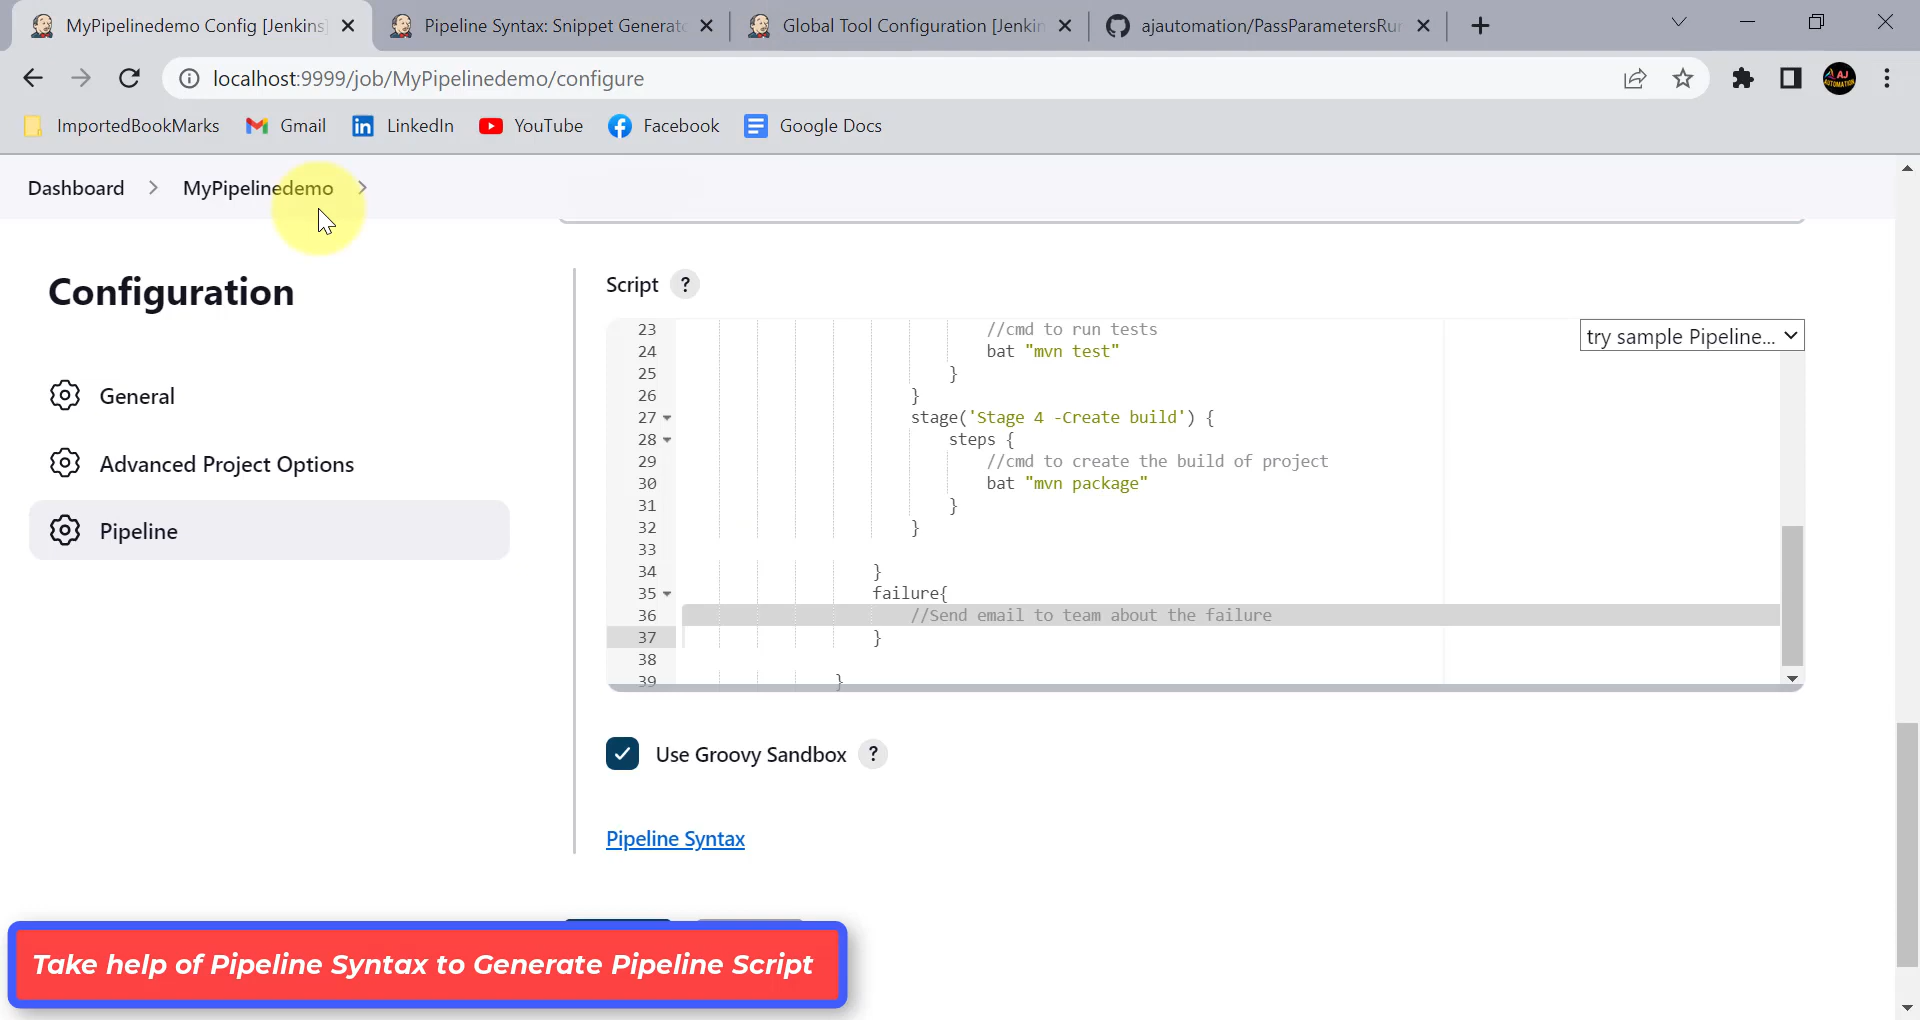 MyPipelinedemo Config [Jenkins]
Pipeline Syntax: Snippet Generato
Global Tool Configuration [Jenkin
ajautomation/PassParametersRu
localhost:9999/job/MyPipelinedemo/configure
ImportedBookMarks
Gmail
LinkedIn
YouTube
Facebook
Google Docs
Dashboard
MyPipelinedemo
Configuration
General
Advanced Project Options
Pipeline
Script ?
try sample Pipeline...
23 //cmd to run tests
24 bat "mvn test"
25 }
26 }
27 stage('Stage 4 -Create build') {
28 steps {
29 //cmd to create the build of project
30 bat "mvn package"
31 }
32 }
33
34 }
35 failure{
36 //Send email to team about the failure
37 }
38
39 }
Use Groovy Sandbox ?
Pipeline Syntax
Take help of Pipeline Syntax to Generate Pipeline Script